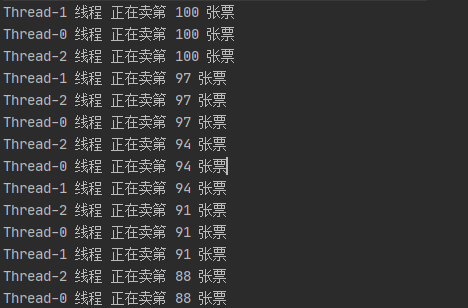 Thread-1 线程 正在卖第 100 张票
Thread-0 线程 正在卖第 100 张票
Thread-2 线程 正在卖第 100 张票
Thread-1 线程 正在卖第 97 张票
Thread-2 线程 正在卖第 97 张票
Thread-0 线程 正在卖第 97 张票
Thread-2 线程 正在卖第 94 张票
Thread-0 线程 正在卖第 94 张票
Thread-1 线程 正在卖第 94 张票
Thread-2 线程 正在卖第 91 张票
Thread-0 线程 正在卖第 91 张票
Thread-1 线程 正在卖第 91 张票
Thread-2 线程 正在卖第 88 张票
Thread-0 线程 正在卖第 88 张票